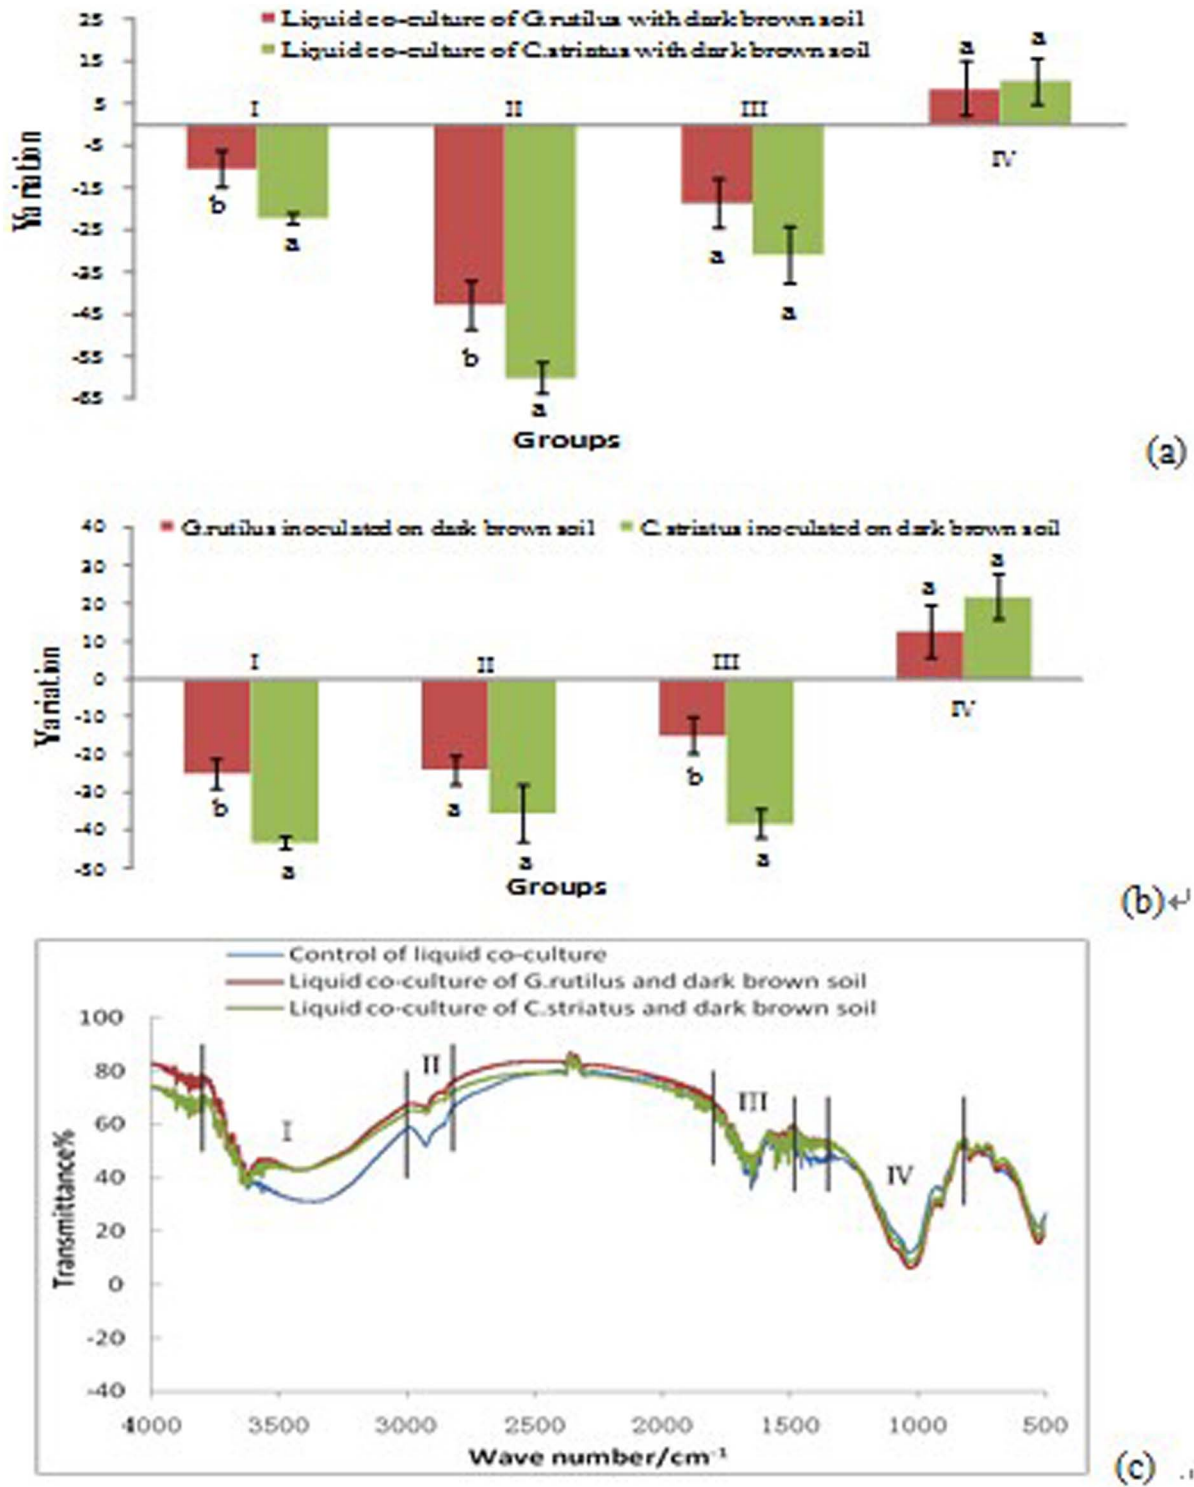 Liquid co-culture of G.rutilus with dark brown soil
Liquid co-culture of C.striatus with dark brown soil
25
15
5
-5
-15
-25
-35
-45
-55
-65
Variation
I
II
III
IV
b
a
b
a
a
a
a
a
Groups
(a)
G.rutilus inoculated on dark brown soil
C.striatus inoculated on dark brown soil
40
30
20
10
0
-10
-20
-30
-40
-50
Variation
I
II
III
IV
b
a
a
a
b
a
a
a
Groups
(b)↵
Control of liquid co-culture
Liquid co-culture of G.rutilus and dark brown soil
Liquid co-culture of C.striatus and dark brown soil
100
80
60
40
20
0
-20
-40
Transmittance%
I
II
III
IV
4000 3500 3000 2500 2000 1500 1000 500
Wave number/cm⁻¹
(c)